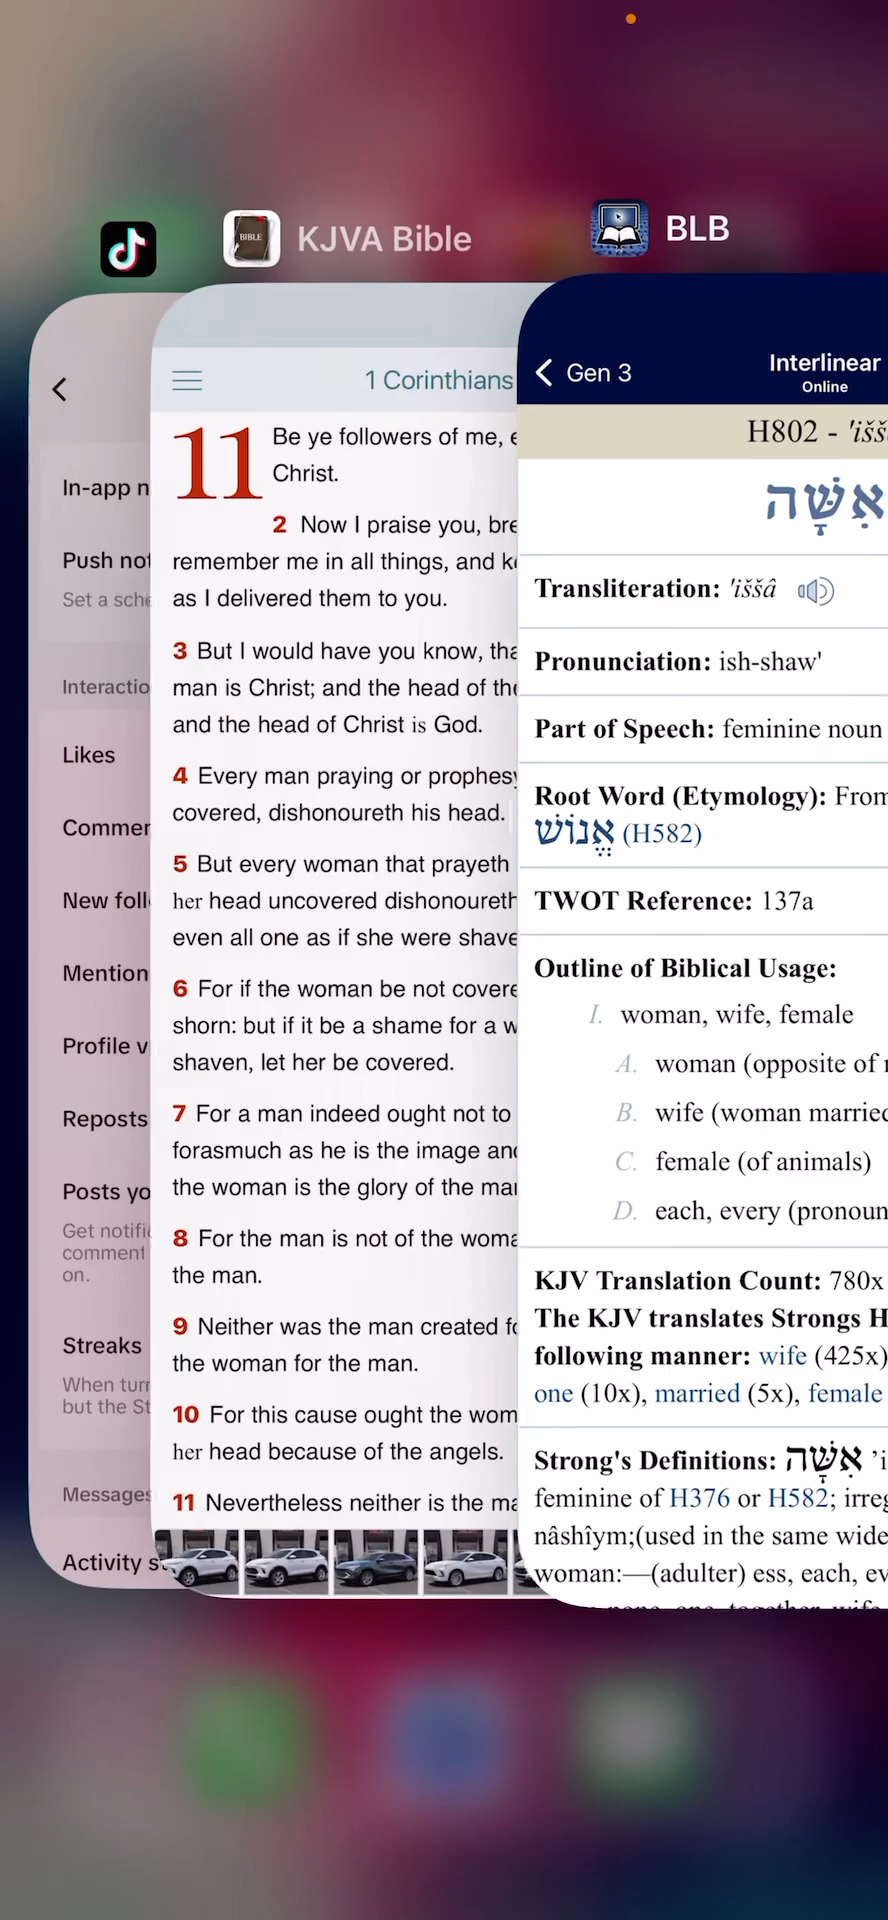 KJVA Bible
BLB
BIBLE
In-app n
Push not
Set a sche
Interactio
Likes
Commer
New foll
Mention
Profile v
Reposts
Posts yo
Get notific
comment
on.
Streaks
When turr
but the St
Messages
Activity st
1 Corinthians
11 Be ye followers of me, e
Christ.
2 Now I praise you, bre
remember me in all things, and k
as I delivered them to you.
3 But I would have you know, tha
man is Christ; and the head of the
and the head of Christ is God.
4 Every man praying or prophesy
covered, dishonoureth his head.
5 But every woman that prayeth
her head uncovered dishonoureth
even all one as if she were shave
6 For if the woman be not covere
shorn: but if it be a shame for a w
shaven, let her be covered.
7 For a man indeed ought not to
forasmuch as he is the image and
the woman is the glory of the ma
8 For the man is not of the woma
the man.
9 Neither was the man created fo
the woman for the man.
10 For this cause ought the wom
her head because of the angels.
11 Nevertheless neither is the ma
Gen 3
Interlinear
Online
H802 - 'išš
אִשָּׁה
Transliteration: 'iššâ
Pronunciation: ish-shaw'
Part of Speech: feminine noun
Root Word (Etymology): From
אֱנוֹשׁ (H582)
TWOT Reference: 137a
Outline of Biblical Usage:
I. woman, wife, female
A. woman (opposite of
B. wife (woman married
C. female (of animals)
D. each, every (pronoun
KJV Translation Count: 780x
The KJV translates Strongs H
following manner: wife (425x)
one (10x), married (5x), female
Strong's Definitions: אִשָּׁה ʼi
feminine of H376 or H582; irreg
nâshîym;(used in the same wide
woman:—(adulter) ess, each, ev